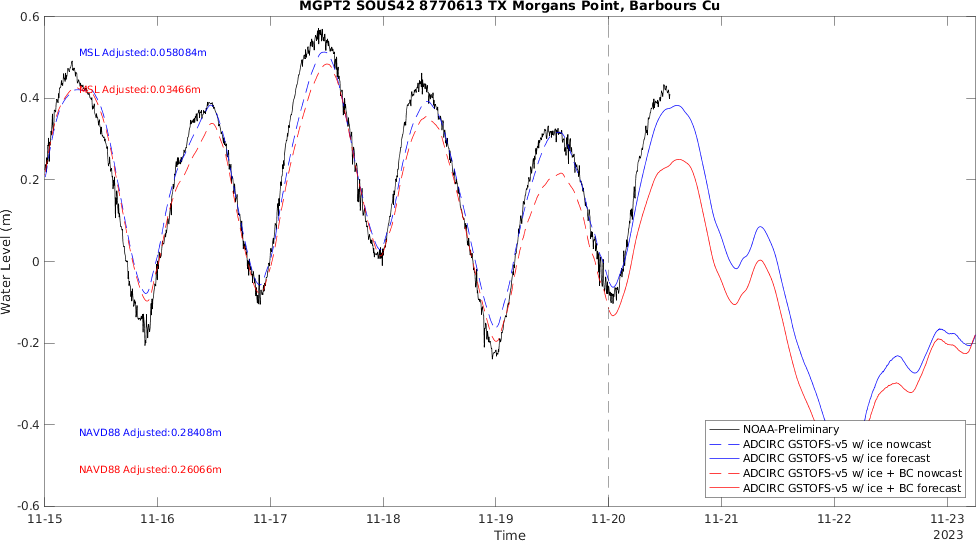 MGPT2 SOUS42 8770613 TX Morgans Point, Barbours Cu
0.6
MSL Adjusted:0.058084m
MSL Adjusted:0.03466m
0.4
0.2
Water Level (m)
0
-0.2
-0.4
NAVD88 Adjusted:0.28408m
NAVD88 Adjusted:0.26066m
-0.6
NOAA-Preliminary
ADCIRC GSTOFS-v5 w/ ice nowcast
ADCIRC GSTOFS-v5 w/ ice forecast
ADCIRC GSTOFS-v5 w/ice + BC nowcast
ADCIRC GSTOFS-v5 w/ice + BC forecast
11-15 11-16 11-17 11-18 11-19 11-20 11-21 11-22 11-23
Time 2023